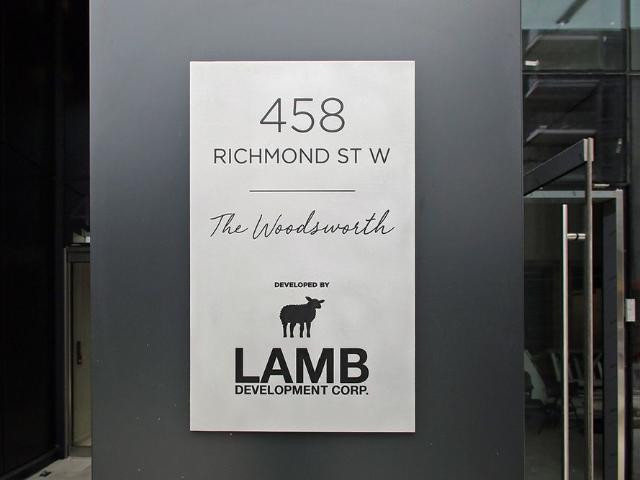 458
RICHMOND ST W
The Woodsworth
DEVELOPED BY
LAMB
DEVELOPMENT CORP.